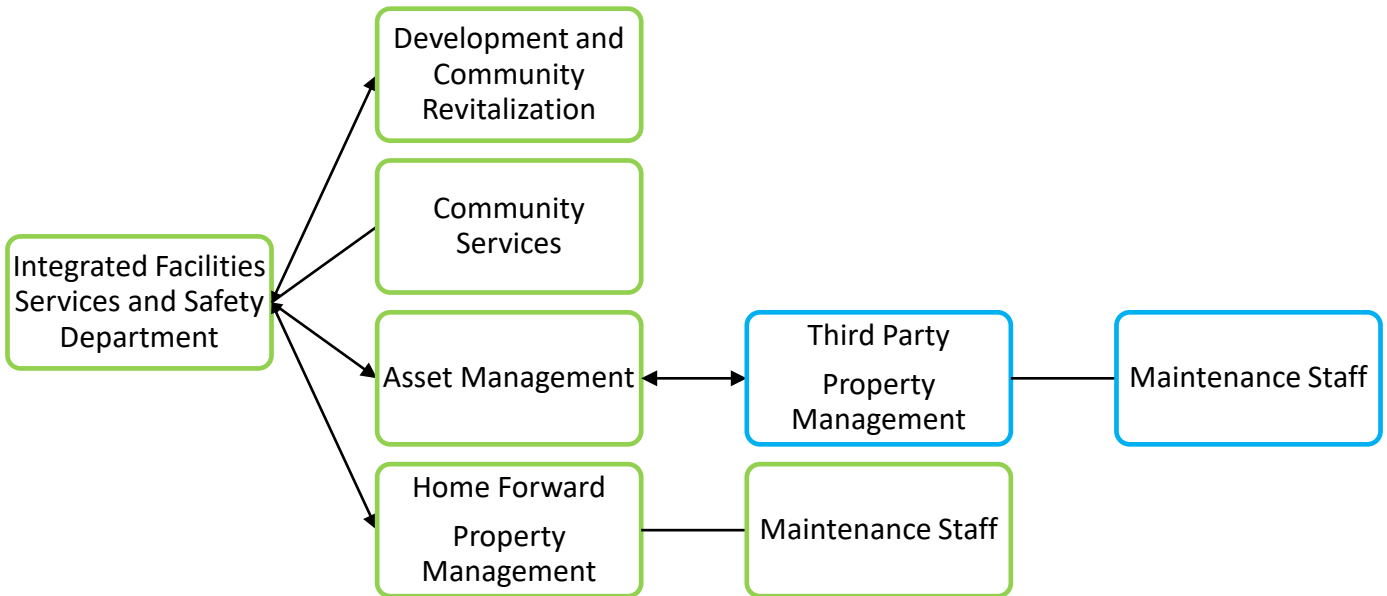 Development and
Community
Revitalization
Community
Services
Integrated Facilities
Services and Safety
Department
Asset Management
Third Party
Property
Management
Maintenance Staff
Home Forward
Property
Management
Maintenance Staff